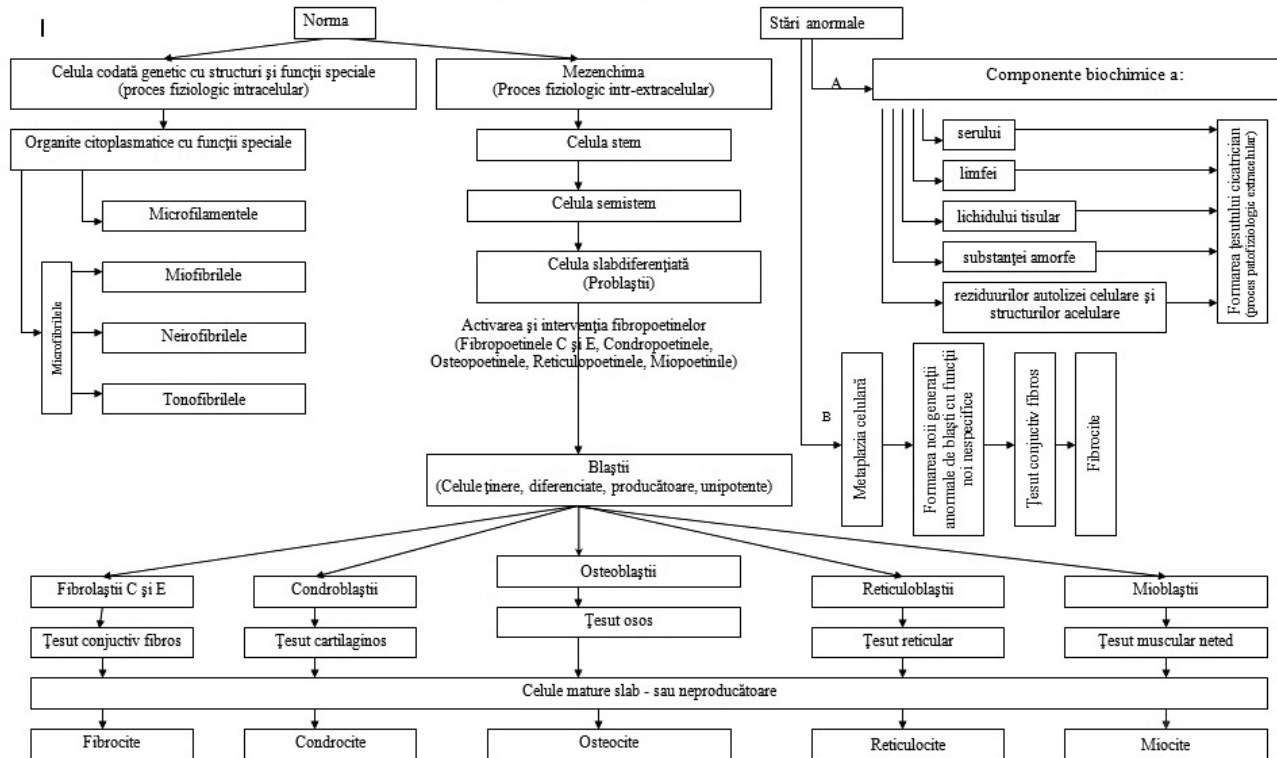 I
Norma
Stări anormale
Celula codată genetic cu structuri şi funcţii speciale
(proces fiziologic intracelular)
Mezenchima
(Proces fiziologic intr-extracelular)
A
Componente biochimice a:
Organite citoplasmatice cu funcţii speciale
Celula stem
serului
limfei
Celula semistem
Microfilamentele
lichidului tisular
substanţei amorfe
Formarea ţesutului cicatrician
(proces patofiziologic extracelular)
Celula slabdiferenţiată
(Problaştii)
Miofibrilele
reziduurilor autolizei celulare şi
structurilor acelulare
Microfibrilele
Neirofibrilele
Tonofibrilele
Activarea şi intervenţia fibropoetinelor
(Fibropoetinele C şi E, Condropoetinele,
Osteopoetinele, Reticulopoetinele, Miopoetinile)
B
Metaplazia celulară
Formarea noii generaţii
anormale de blaşti cu funcţii
noi nespecifice
Ţesut conjuctiv fibros
Fibrocite
Blaştii
(Celule ţinere, diferenciate, producătoare, unipotente)
Fibrolaştii C şi E
Condroblaştii
Osteoblaştii
Reticuloblaştii
Mioblaştii
Ţesut conjuctiv fibros
Ţesut cartilaginos
Ţesut osos
Ţesut reticular
Ţesut muscular neted
Celule mature slab - sau neproducătoare
Fibrocite
Condrocite
Osteocite
Reticulocite
Miocite